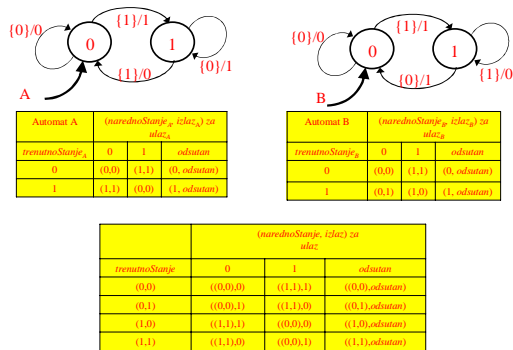 {1}/1
{0}/0
0
1
{1}/0
{0}/1
A
{1}/1
{0}/0
0
1
{0}/1
{1}/0
B
Automat A (narednoStanjeA, izlazA) za ulazA
trenutnoStanjeA 0 1 odsutan
0 (0,0) (1,1) (0, odsutan)
1 (1,1) (0,0) (1, odsutan)
Automat B (narednoStanjeB, izlazB) za ulazB
trenutnoStanjeB 0 1 odsutan
0 (0,0) (1,1) (0, odsutan)
1 (0,1) (1,0) (1, odsutan)
(narednoStanje, izlaz) za
ulaz
trenutnoStanje 0 1 odsutan
(0,0) ((0,0),0) ((1,1),1) ((0,0),odsutan)
(0,1) ((0,0),1) ((1,1),0) ((0,1),odsutan)
(1,0) ((1,1),1) ((0,0),0) ((1,0),odsutan)
(1,1) ((1,1),0) ((0,0),1) ((1,1),odsutan)